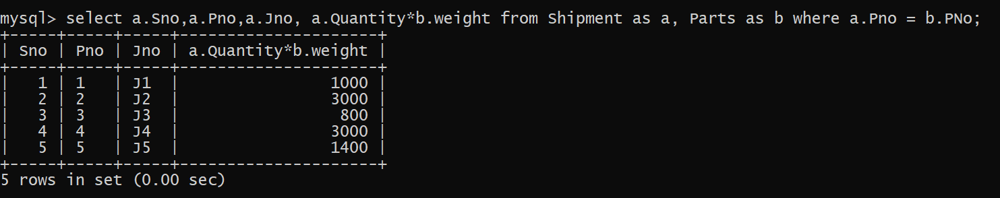 mysql> select a.Sno,a.Pno,a.Jno, a.Quantity*b.weight from Shipment as a, Parts as b where a.Pno = b.PNo;
+-----+-----+-----+---------------------+
| Sno | Pno | Jno | a.Quantity*b.weight |
+-----+-----+-----+---------------------+
|   1 | 1   | J1  |                1000 |
|   2 | 2   | J2  |                3000 |
|   3 | 3   | J3  |                 800 |
|   4 | 4   | J4  |                3000 |
|   5 | 5   | J5  |                1400 |
+-----+-----+-----+---------------------+
5 rows in set (0.00 sec)